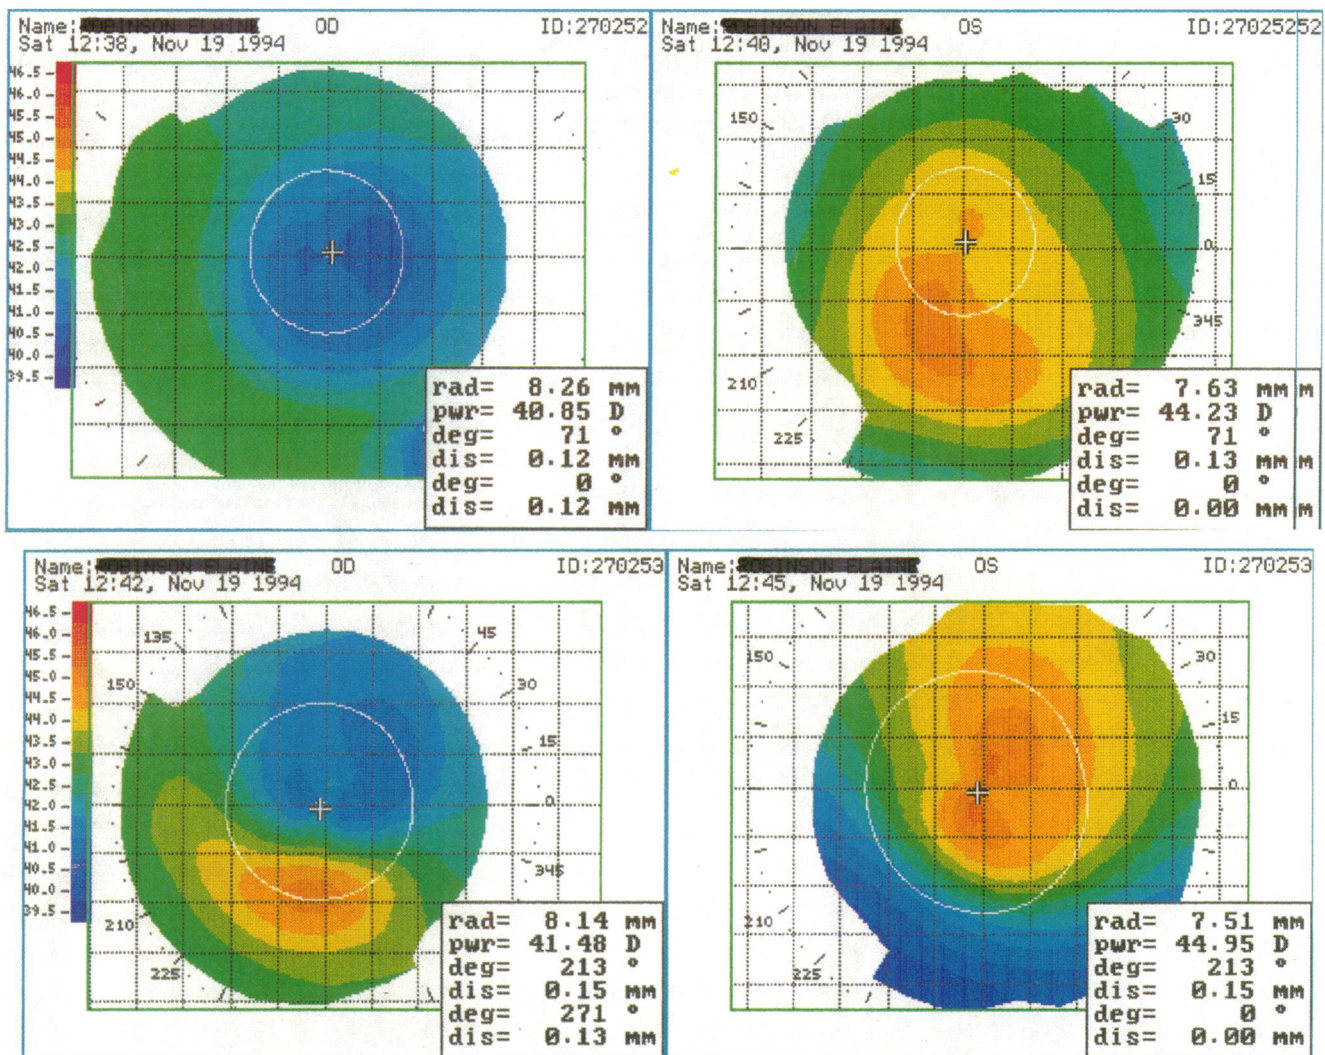 Name: OD ID:270252
Sat 12:38, Nov 19 1994
46.5
46.0
45.5
45.0
44.5
44.0
43.5
43.0
42.5
42.0
41.5
41.0
40.5
40.0
39.5
rad= 8.26 mm
pwr= 40.85 D
deg= 71 °
dis= 0.12 mm
deg= 0 °
dis= 0.12 mm
Name: OS ID:27025252
Sat 12:40, Nov 19 1994
150
30
15
0
345
210
225
rad= 7.63 mm m
pwr= 44.23 D
deg= 71 °
dis= 0.13 mm m
deg= 0 °
dis= 0.00 mm m
Name: OD ID:270253
Sat 12:42, Nov 19 1994
46.5
46.0
45.5
45.0
44.5
44.0
43.5
43.0
42.5
42.0
41.5
41.0
40.5
40.0
39.5
135
45
150
30
15
0
345
210
225
rad= 8.14 mm
pwr= 41.48 D
deg= 213 °
dis= 0.15 mm
deg= 271 °
dis= 0.13 mm
Name: OS ID:270253
Sat 12:45, Nov 19 1994
150
30
15
0
210
225
rad= 7.51 mm
pwr= 44.95 D
deg= 213 °
dis= 0.15 mm
deg= 0 °
dis= 0.00 mm